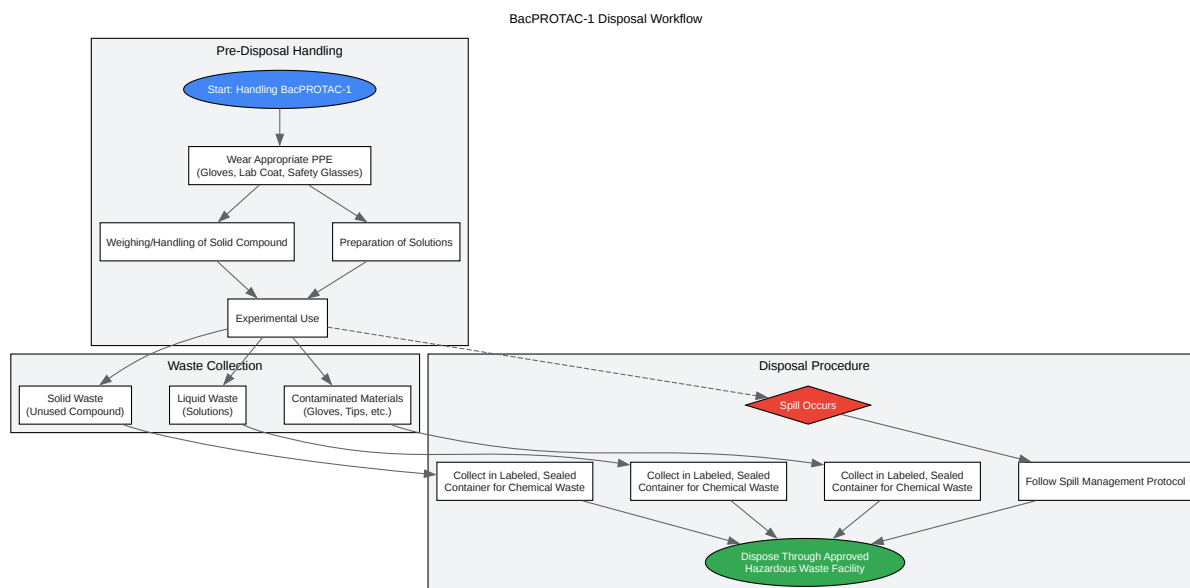 BacPROTAC-1 Disposal Workflow
Pre-Disposal Handling
Start: Handling BacPROTAC-1
Wear Appropriate PPE
(Gloves, Lab Coat, Safety Glasses)
Weighing/Handling of Solid Compound
Preparation of Solutions
Experimental Use
Waste Collection
Solid Waste
(Unused Compound)
Liquid Waste
(Solutions)
Contaminated Materials
(Gloves, Tips, etc.)
Disposal Procedure
Spill Occurs
Collect in Labeled, Sealed
Container for Chemical Waste
Collect in Labeled, Sealed
Container for Chemical Waste
Collect in Labeled, Sealed
Container for Chemical Waste
Follow Spill Management Protocol
Dispose Through Approved
Hazardous Waste Facility